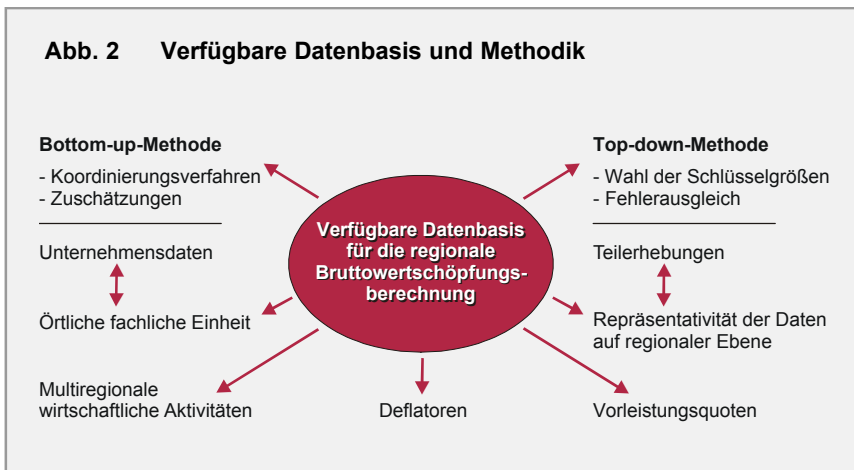 Abb. 2 Verfügbare Datenbasis und Methodik
Bottom-up-Methode
- Koordinierungsverfahren
- Zuschätzungen
Unternehmensdaten
Örtliche fachliche Einheit
Multiregionale
wirtschaftliche Aktivitäten
Verfügbare Datenbasis
für die regionale
Bruttowertschöpfungs-
berechnung
Deflatoren
Top-down-Methode
- Wahl der Schlüsselgrößen
- Fehlerausgleich
Teilerhebungen
Repräsentativität der Daten
auf regionaler Ebene
Vorleistungsquoten